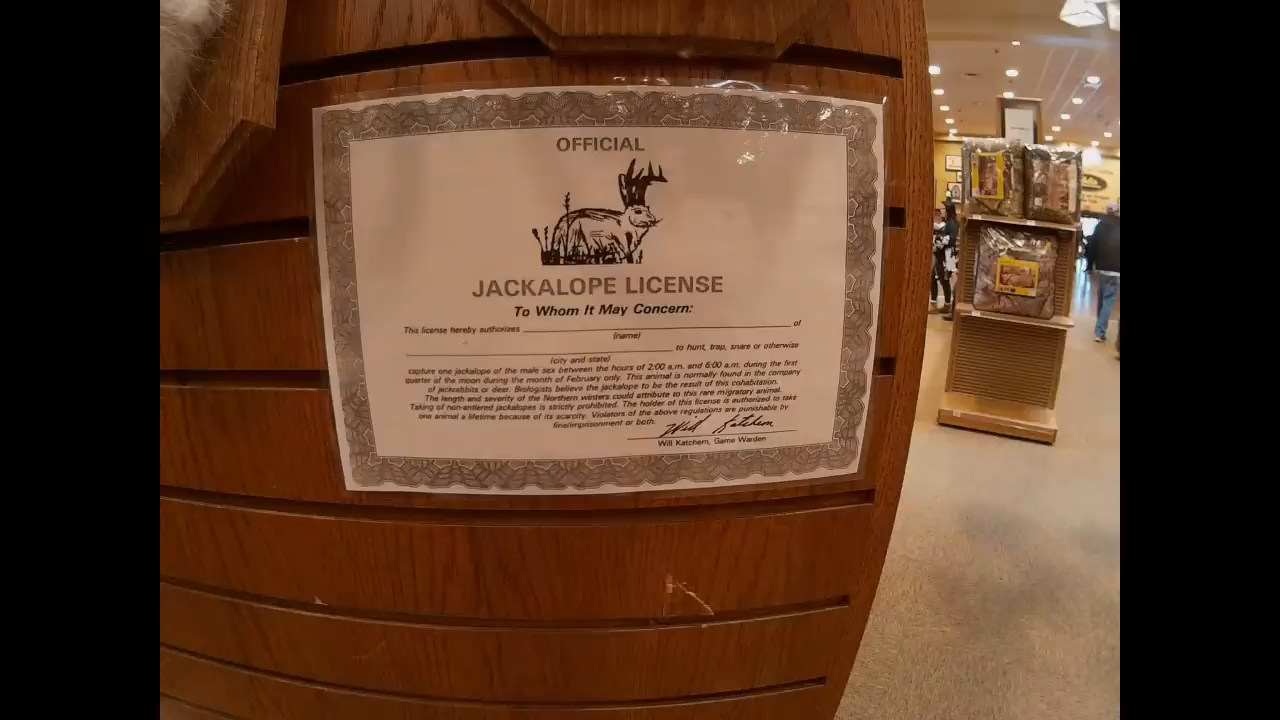 OFFICIAL
JACKALOPE LICENSE
To Whom It May Concern:
This license hereby authorizes of
(name)
to hunt, trap, snare or otherwise
(city and state)
capture one jackalope of the male sex between the hours of 2:00 a.m. and 6:00 a.m. during the first
quarter of the moon during the month of February only. This animal is normally found in the company
of jackrabbits or deer. Biologists believe the jackalope to be the result of this cohabitation.
The length and severity of the Northern winters could attribute to this rare migratory animal.
Taking of non-antlered jackalopes is strictly prohibited. The holder of this license is authorized to take
one animal a lifetime because of its scarcity. Violators of the above regulations are punishable by
fine/imprisonment or both.
Will Katchem
Will Katchem, Game Warden